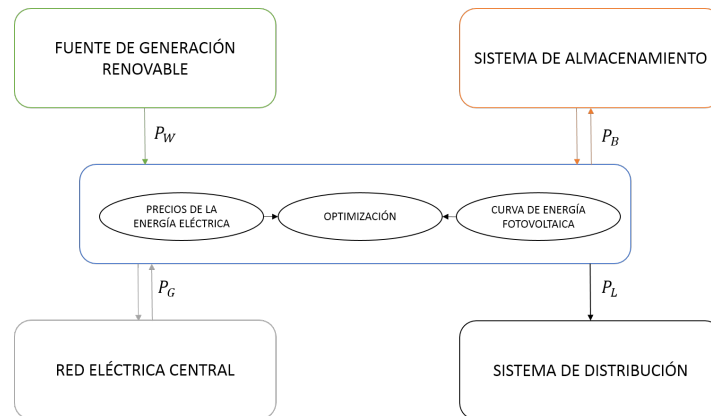 FUENTE DE GENERACIÓN
RENOVABLE
SISTEMA DE ALMACENAMIENTO
P_W
P_B
PRECIOS DE LA
ENERGÍA ELÉCTRICA
OPTIMIZACIÓN
CURVA DE ENERGÍA
FOTOVOLTAICA
P_G
P_L
RED ELÉCTRICA CENTRAL
SISTEMA DE DISTRIBUCIÓN